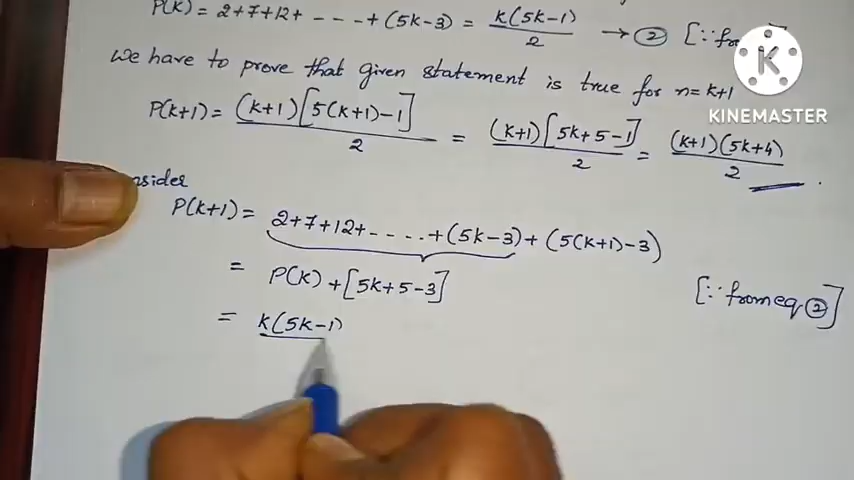 P(k) = 2+7+12+ - - - - + (5k-3) = k(5k-1)/2 → ② [∵
we have to prove that given statement is true for n=k+1
KINEMASTER
P(k+1) = (k+1)[5(k+1)-1]/2 = (k+1)[5k+5-1]/2 = (k+1)(5k+4)/2 .
P(k+1) = 2+7+12+ - - - .. + (5k-3) + (5(k+1)-3)
= P(k) + [5k+5-3] [∵ from eq ②]
= k(5k-1)